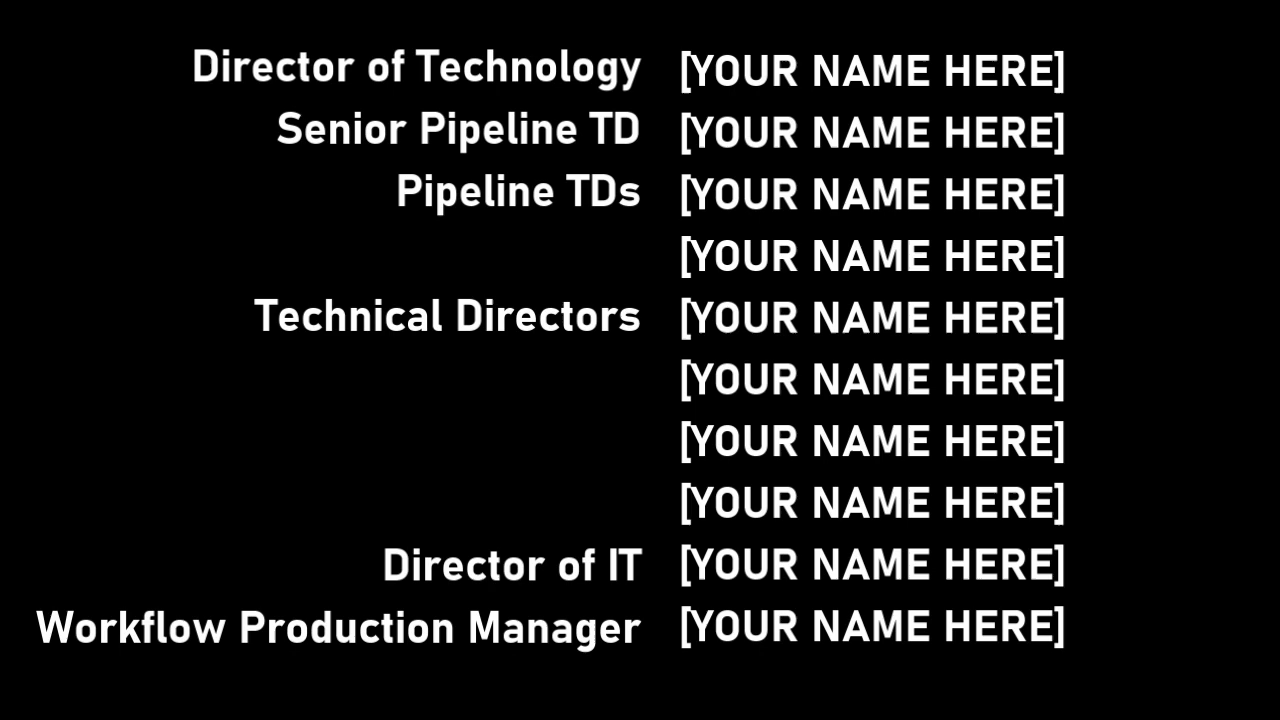 Director of Technology [YOUR NAME HERE]
Senior Pipeline TD [YOUR NAME HERE]
Pipeline TDs [YOUR NAME HERE]
[YOUR NAME HERE]
Technical Directors [YOUR NAME HERE]
[YOUR NAME HERE]
[YOUR NAME HERE]
[YOUR NAME HERE]
Director of IT [YOUR NAME HERE]
Workflow Production Manager [YOUR NAME HERE]